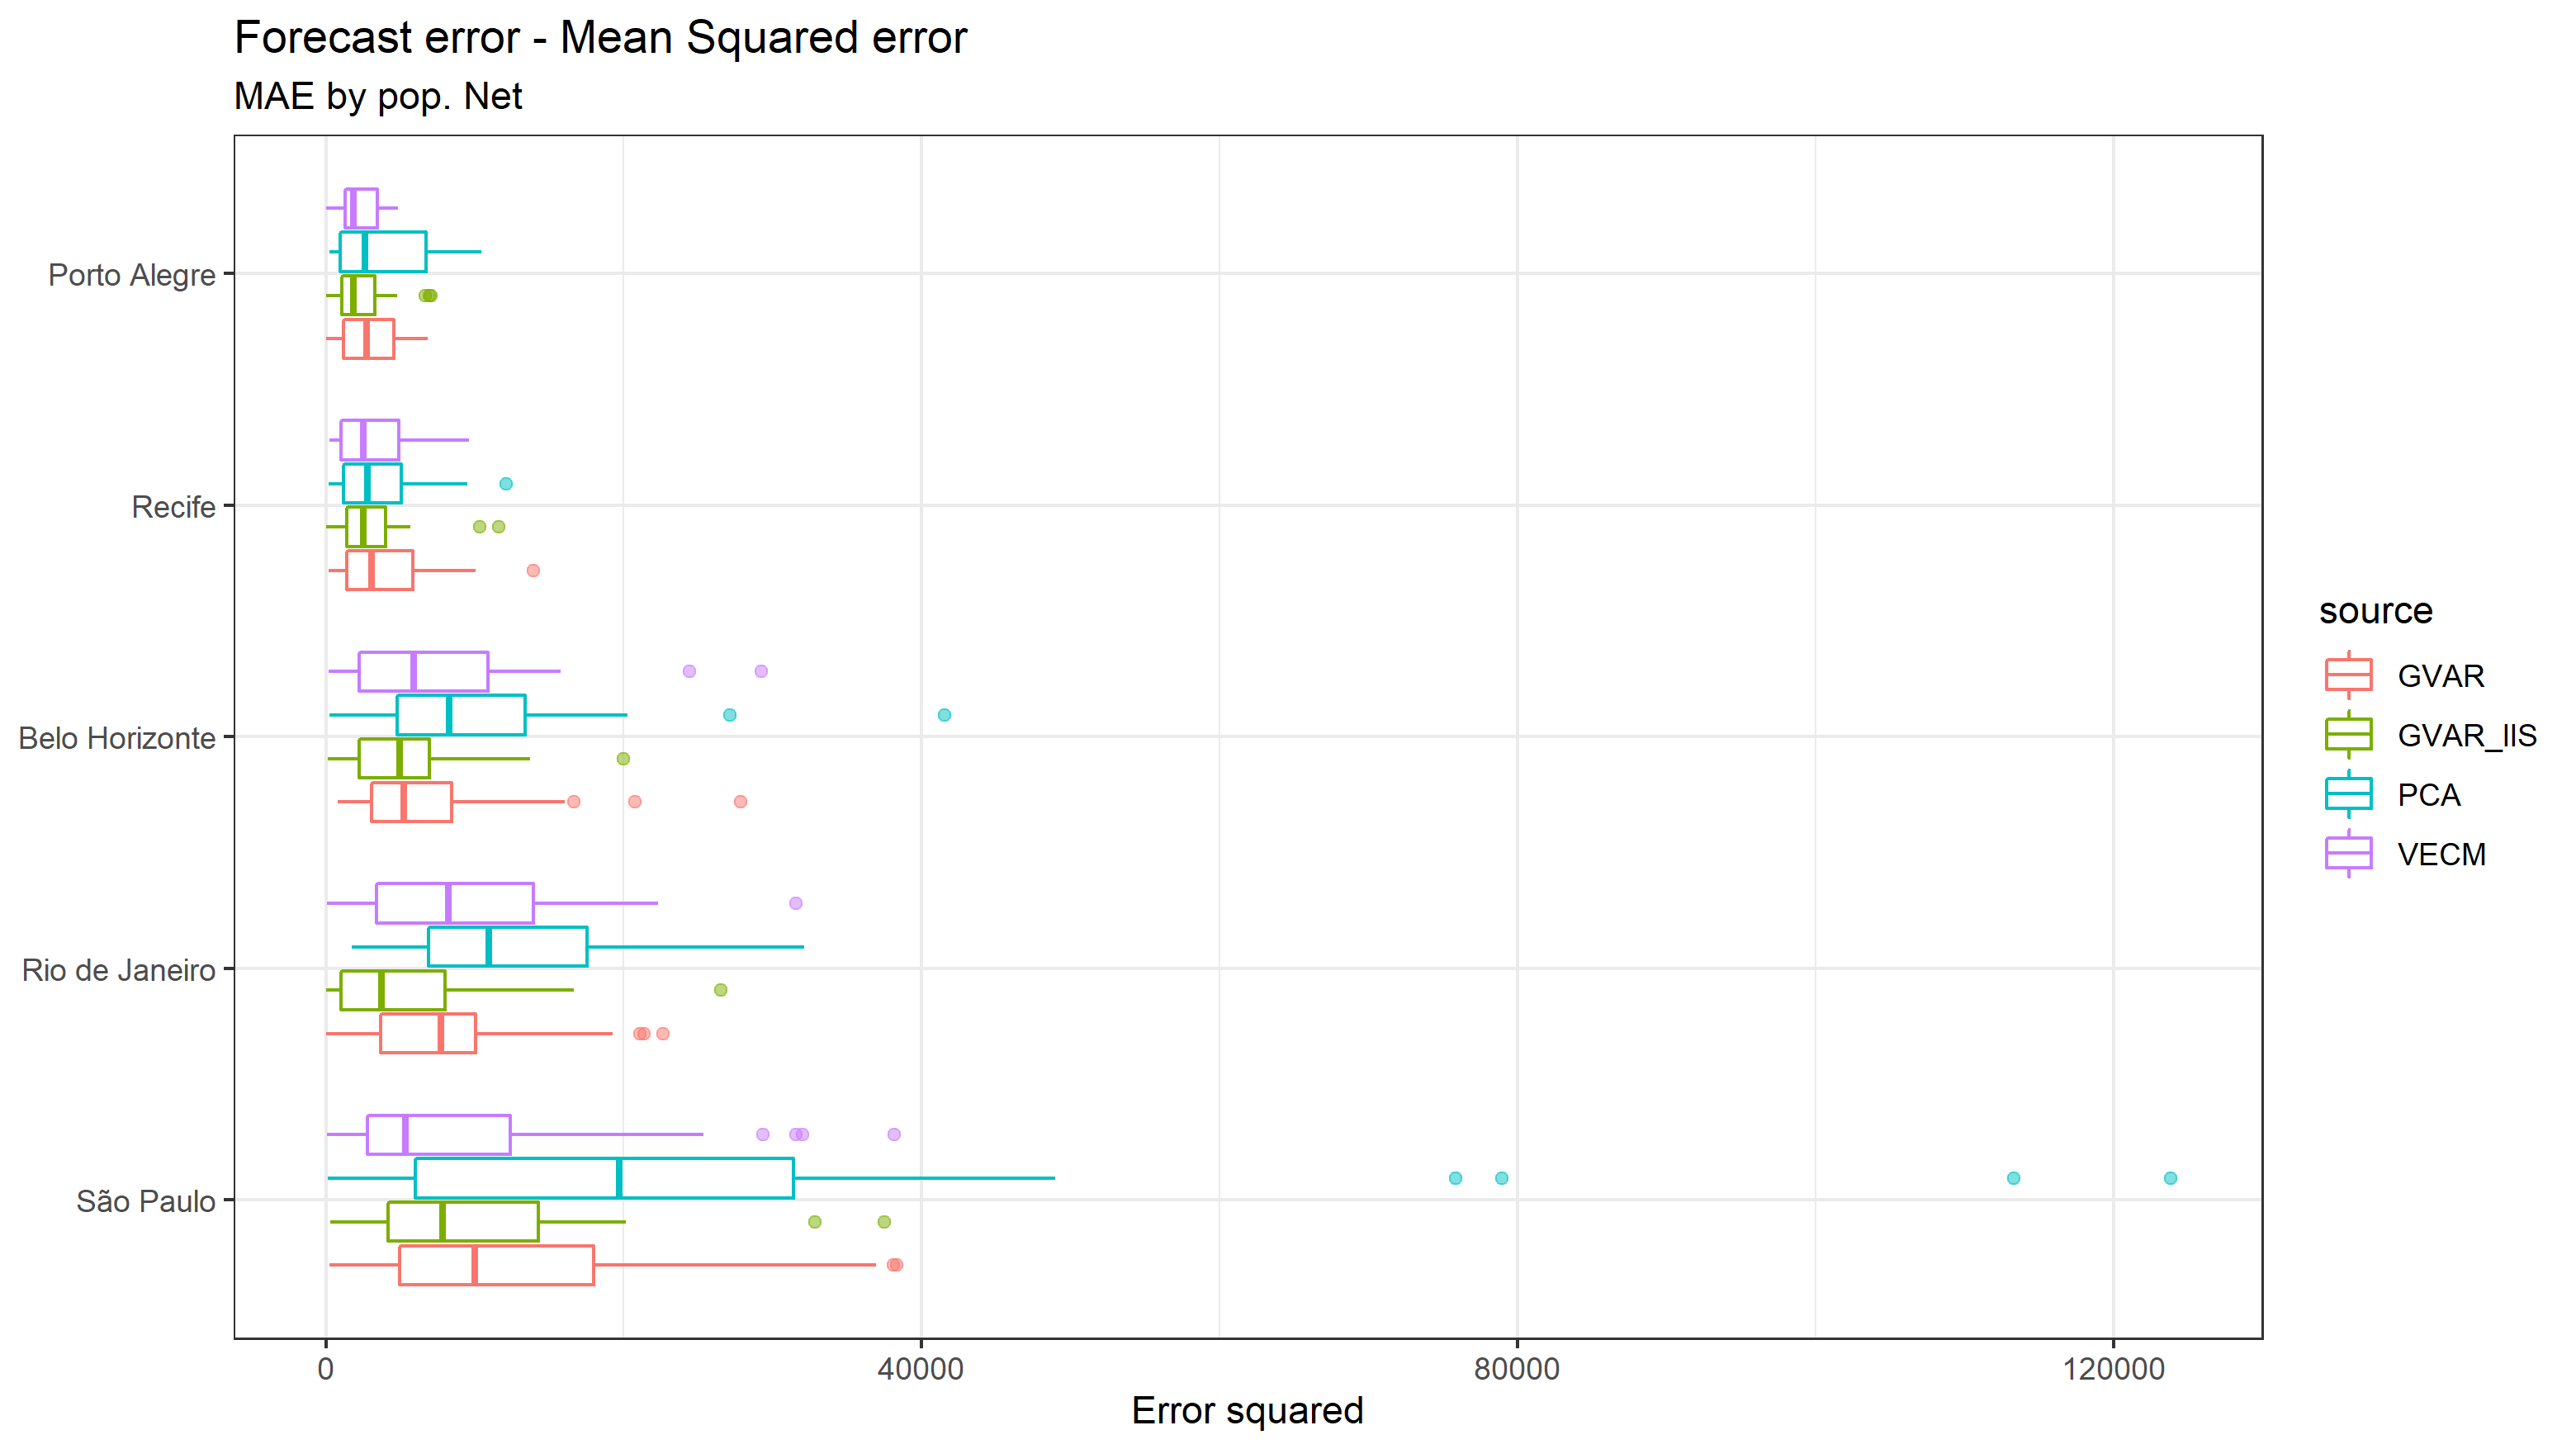 Forecast error - Mean Squared error
MAE by pop. Net
Porto Alegre
Recife
Belo Horizonte
Rio de Janeiro
São Paulo
0
40000
80000
120000
Error squared
source
GVAR
GVAR_IIS
PCA
VECM